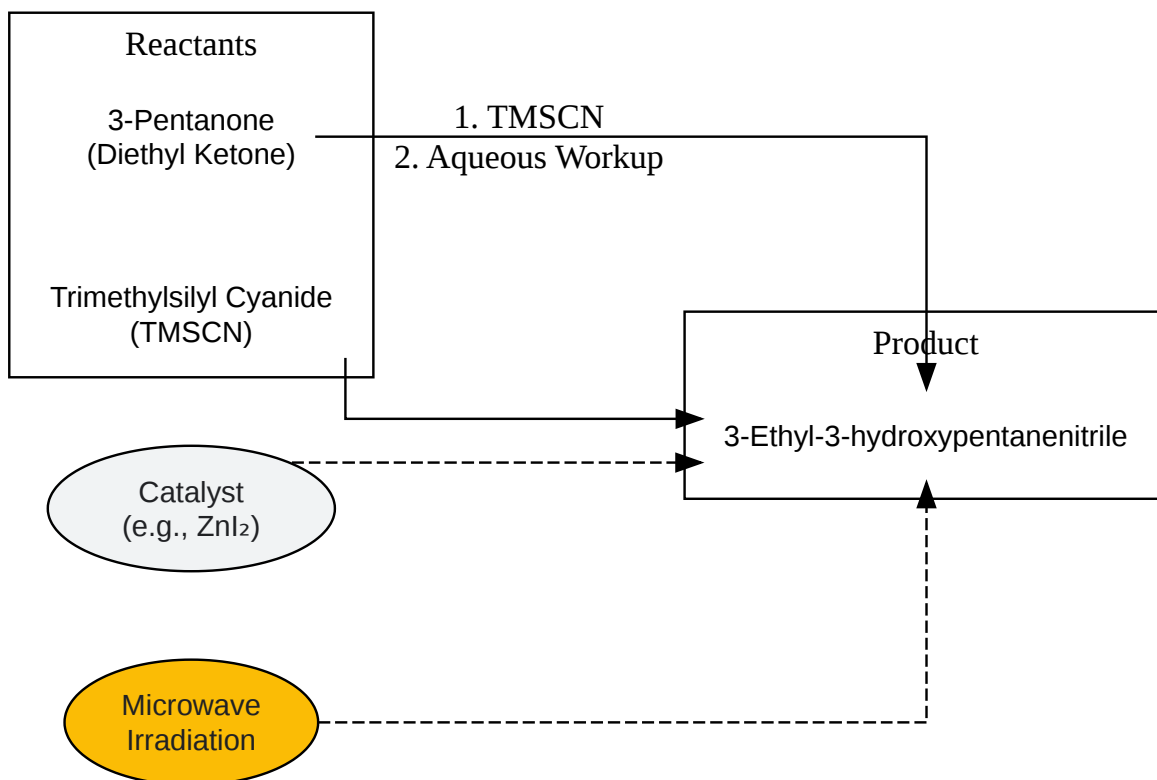 Reactants
3-Pentanone
(Diethyl Ketone)
1. TMSCN
2. Aqueous Workup
Trimethylsilyl Cyanide
(TMSCN)
Product
3-Ethyl-3-hydroxypentanenitrile
Catalyst
(e.g., ZnI₂)
Microwave
Irradiation